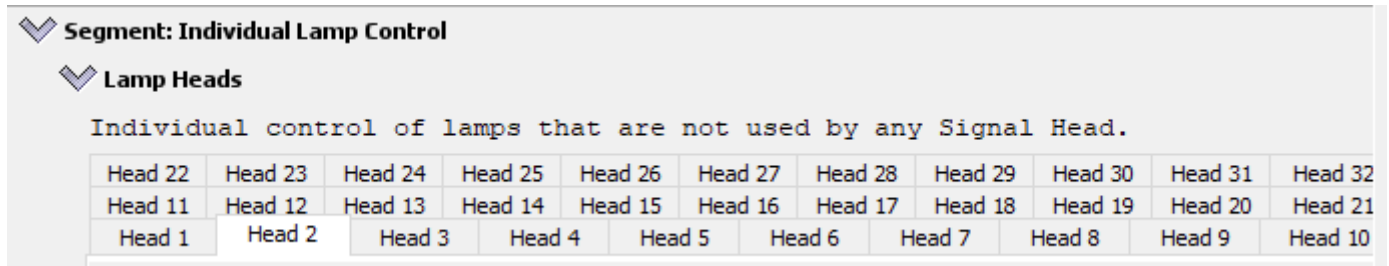 Segment: Individual Lamp Control
Lamp Heads
Individual control of lamps that are not used by any Signal Head.
Head 22 Head 23 Head 24 Head 25 Head 26 Head 27 Head 28 Head 29 Head 30 Head 31 Head 32
Head 11 Head 12 Head 13 Head 14 Head 15 Head 16 Head 17 Head 18 Head 19 Head 20 Head 21
Head 1 Head 2 Head 3 Head 4 Head 5 Head 6 Head 7 Head 8 Head 9 Head 10